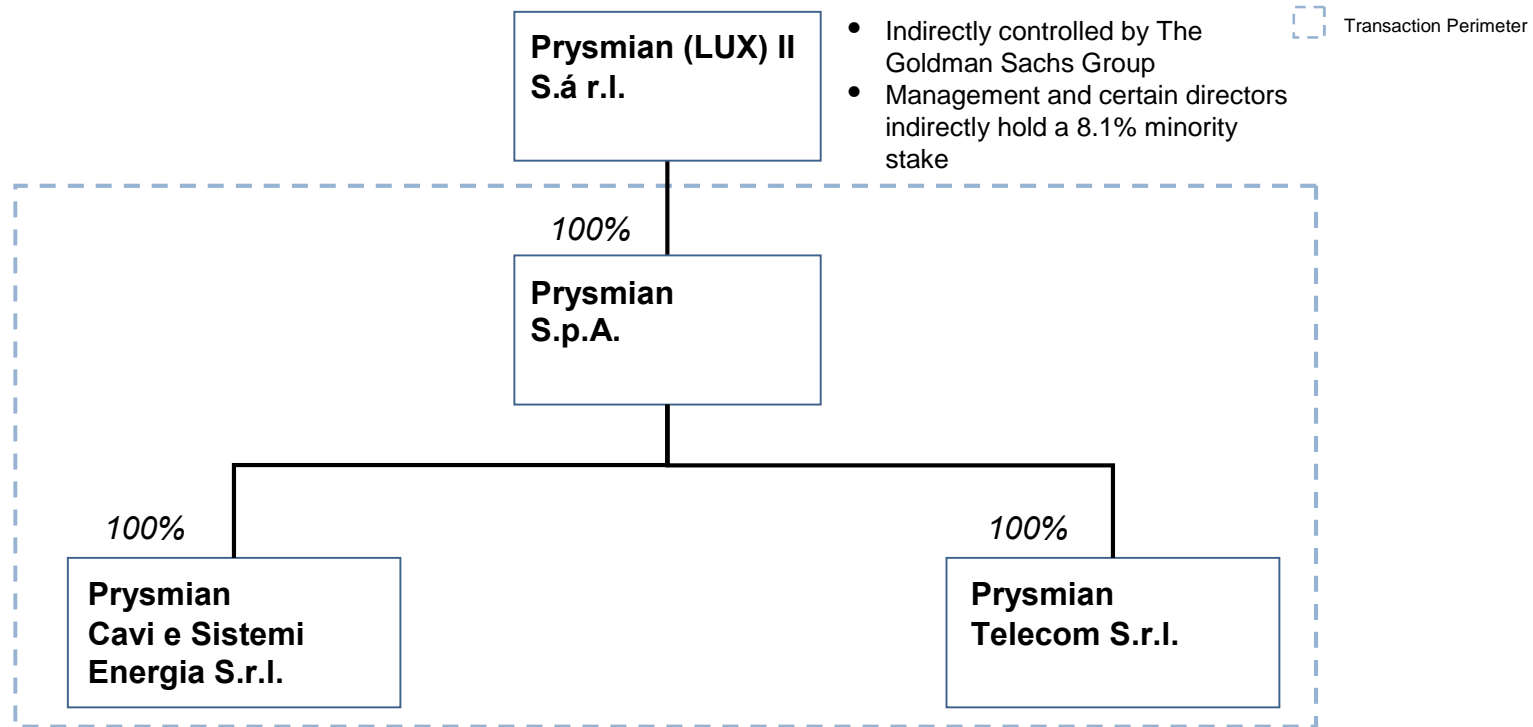 Prysmian (LUX) II
S.á r.l.
• Indirectly controlled by The
Goldman Sachs Group
• Management and certain directors
indirectly hold a 8.1% minority
stake
Transaction Perimeter
100%
Prysmian
S.p.A.
100%
Prysmian
Cavi e Sistemi
Energia S.r.l.
100%
Prysmian
Telecom S.r.l.